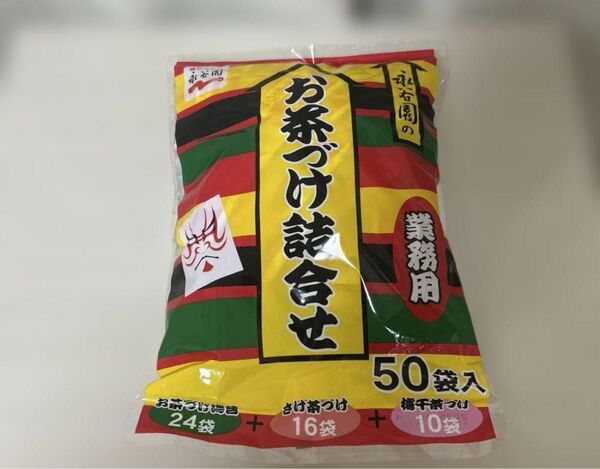 永谷園
永谷園の
お茶づけ詰合せ
業務用
50袋入
お茶づけ海苔
24袋
+
さけ茶づけ
16袋
+
梅干茶づけ
10袋